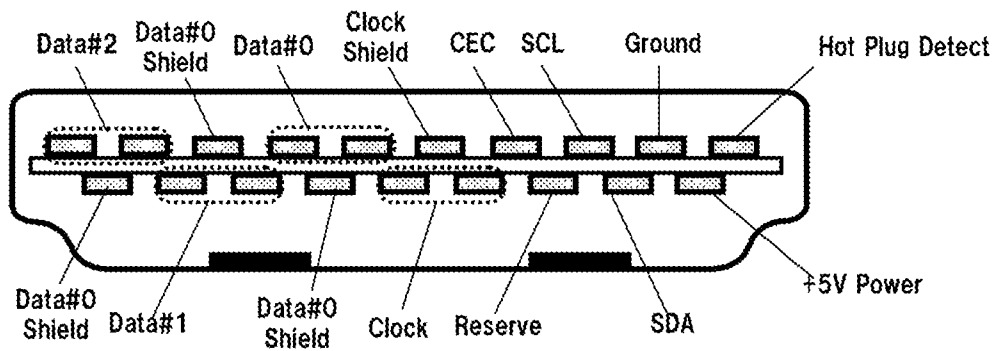 Data#2
Data#0
Shield
Data#0
Clock
Shield
CEC
SCL
Ground
Hot Plug Detect
Data#0
Shield
Data#1
Data#0
Shield
Clock
Reserve
SDA
+5V Power